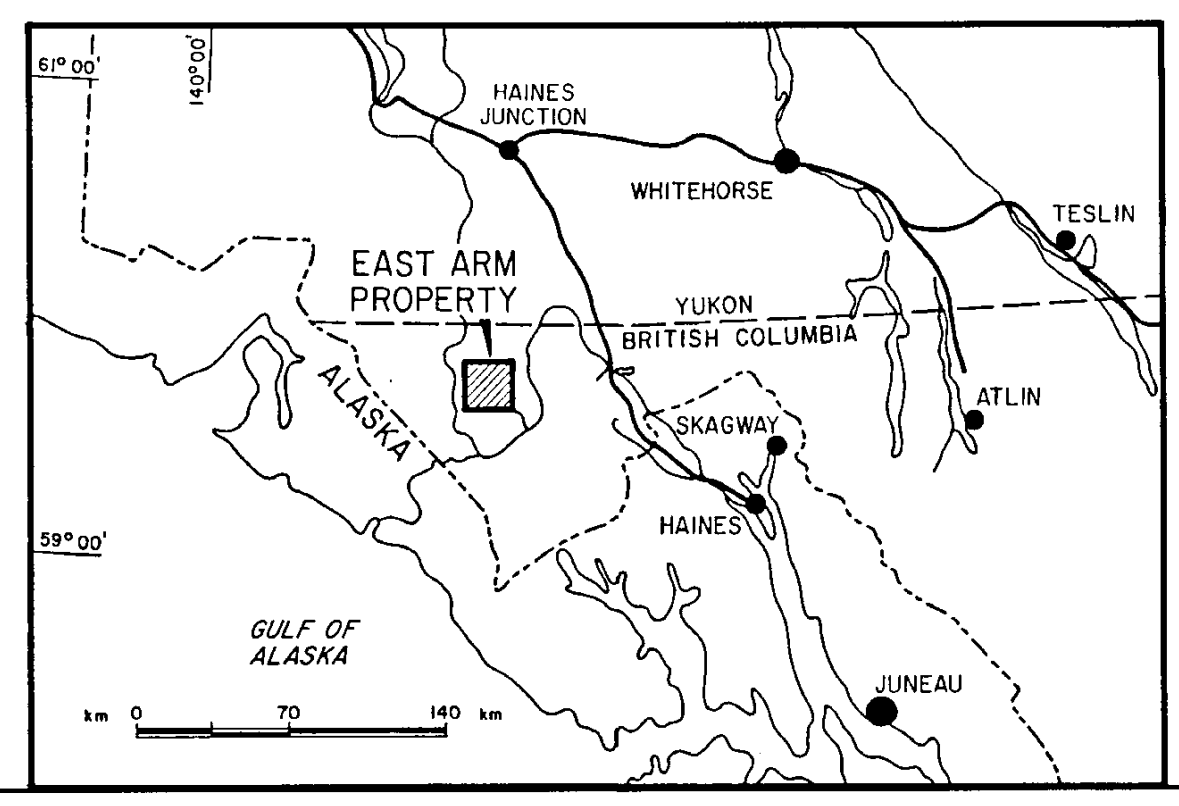 61° 00'
140° 00'
HAINES
JUNCTION
WHITEHORSE
TESLIN
EAST ARM
PROPERTY
YUKON
BRITISH COLUMBIA
ALASKA
ATLIN
SKAGWAY
HAINES
59° 00'
GULF OF
ALASKA
JUNEAU
km 0 70 140 km